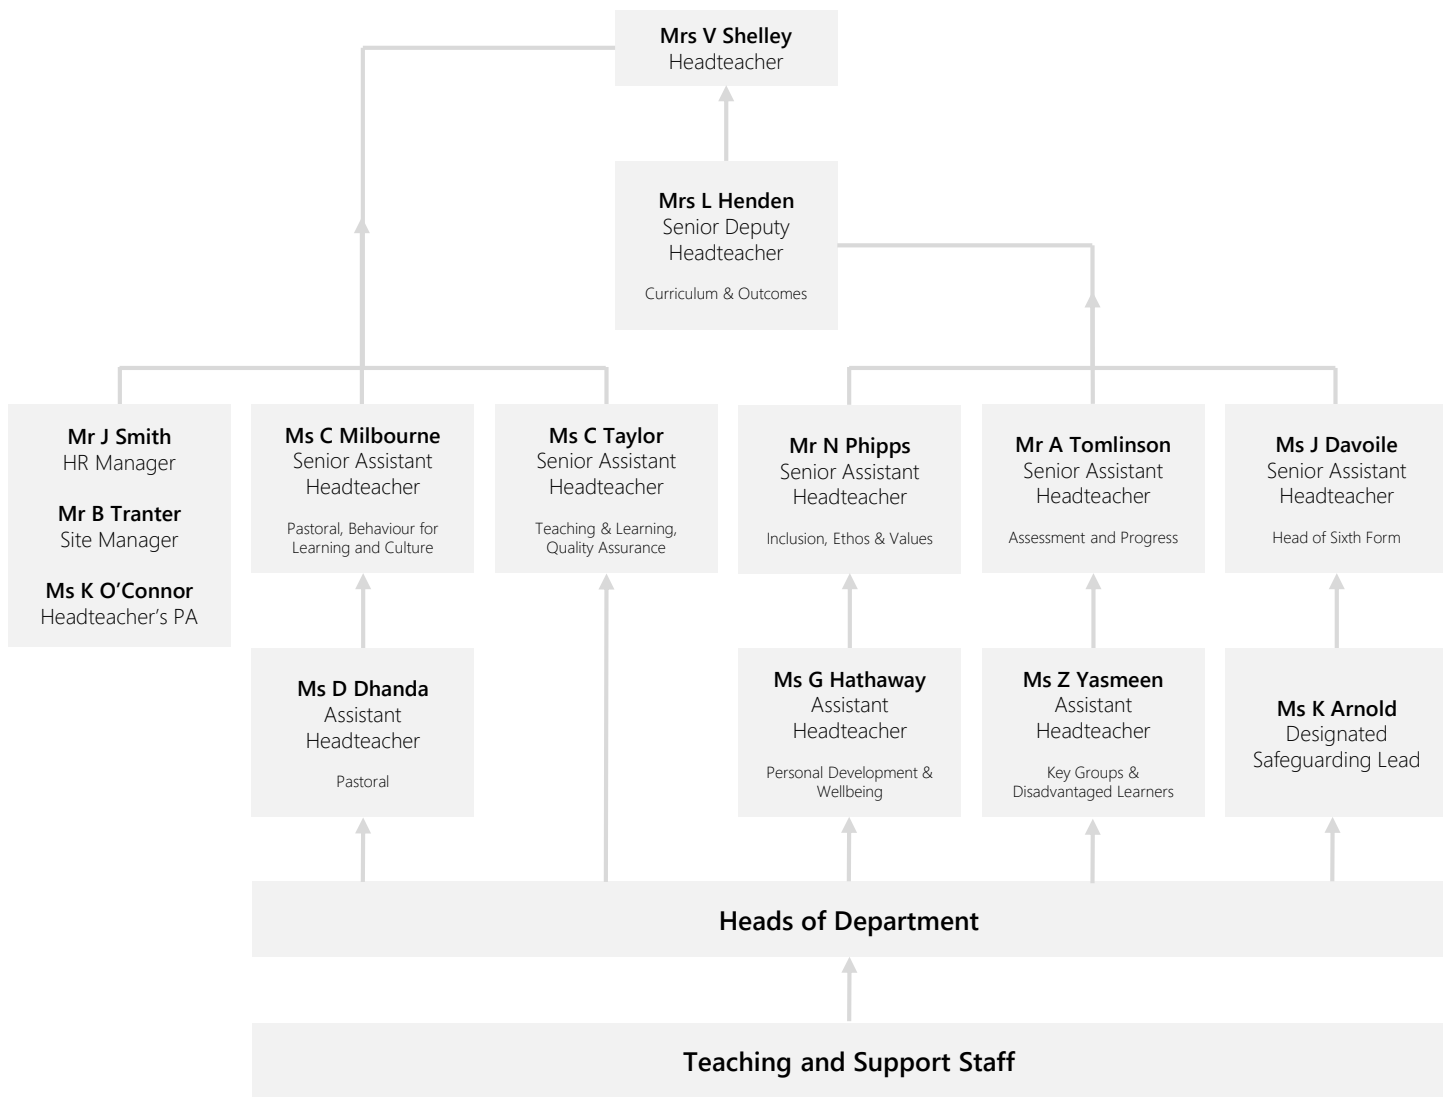 Mrs V Shelley
Headteacher
Mrs L Henden
Senior Deputy
Headteacher
Curriculum & Outcomes
Mr J Smith
HR Manager
Mr B Tranter
Site Manager
Ms K O’Connor
Headteacher’s PA
Ms C Milbourne
Senior Assistant
Headteacher
Pastoral, Behaviour for
Learning and Culture
Ms C Taylor
Senior Assistant
Headteacher
Teaching & Learning,
Quality Assurance
Mr N Phipps
Senior Assistant
Headteacher
Inclusion, Ethos & Values
Mr A Tomlinson
Senior Assistant
Headteacher
Assessment and Progress
Ms J Davoile
Senior Assistant
Headteacher
Head of Sixth Form
Ms D Dhanda
Assistant
Headteacher
Pastoral
Ms G Hathaway
Assistant
Headteacher
Personal Development &
Wellbeing
Ms Z Yasmeen
Assistant
Headteacher
Key Groups &
Disadvantaged Learners
Ms K Arnold
Designated
Safeguarding Lead
Heads of Department
Teaching and Support Staff